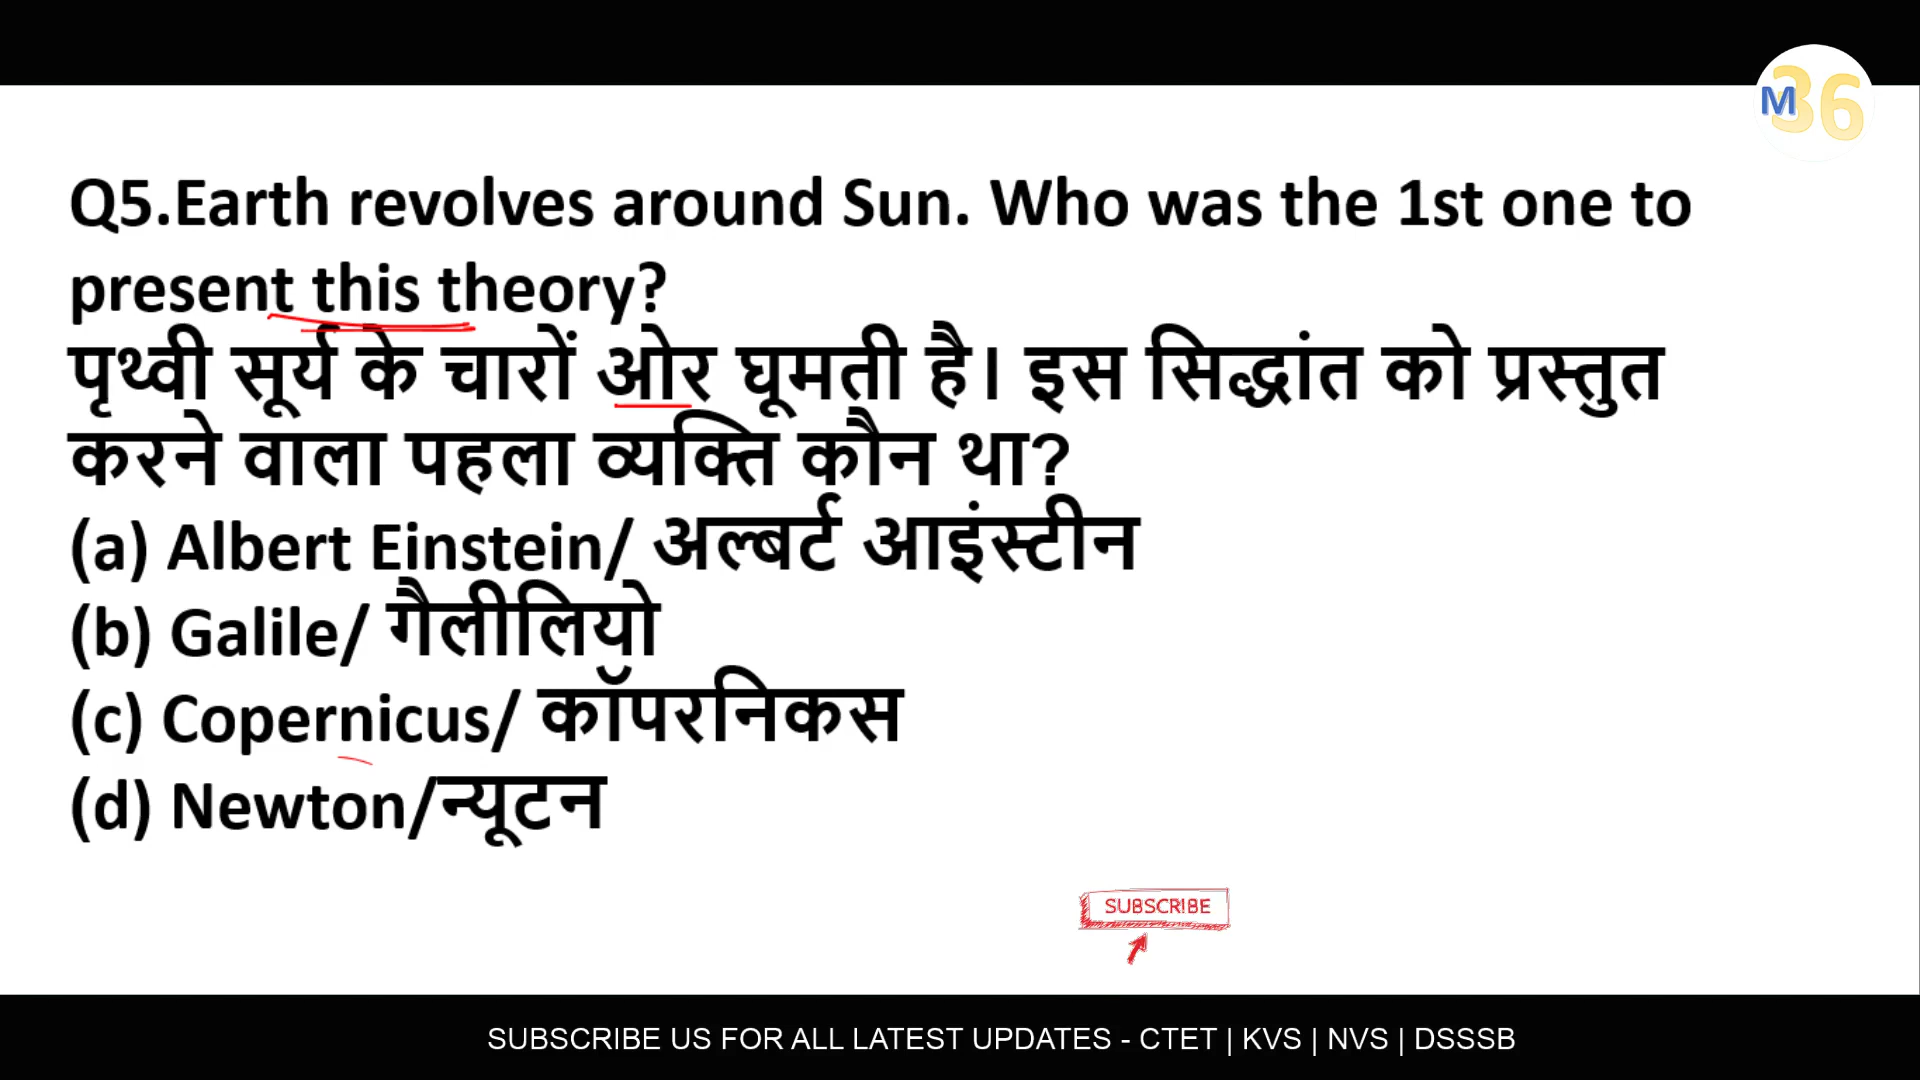 M36
Q5.Earth revolves around Sun. Who was the 1st one to
present this theory?
पृथ्वी सूर्य के चारों ओर घूमती है। इस सिद्धांत को प्रस्तुत
करने वाला पहला व्यक्ति कौन था?
(a) Albert Einstein/ अल्बर्ट आइंस्टीन
(b) Galile/ गैलीलियो
(c) Copernicus/ कॉपरनिकस
(d) Newton/न्यूटन
SUBSCRIBE
SUBSCRIBE US FOR ALL LATEST UPDATES - CTET | KVS | NVS | DSSSB